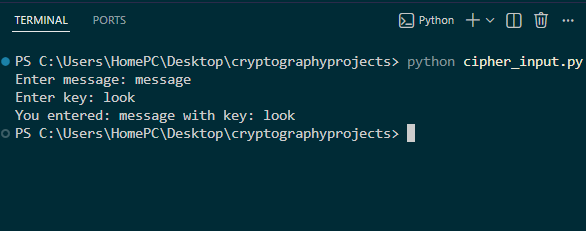 TERMINAL PORTS Python
PS C:\Users\HomePC\Desktop\cryptographyprojects> python cipher_input.py
Enter message: message
Enter key: look
You entered: message with key: look
PS C:\Users\HomePC\Desktop\cryptographyprojects>